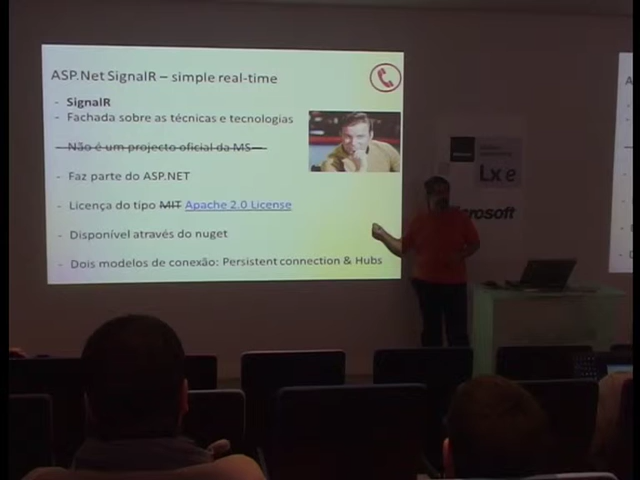 ASP.Net SignalR – simple real-time
- SignalR
- Fachada sobre as técnicas e tecnologias
- Não é um projecto oficial da MS
- Faz parte do ASP.NET
- Licença do tipo MIT Apache 2.0 License
- Disponível através do nuget
- Dois modelos de conexão: Persistent connection & Hubs
Lx e
crosoft